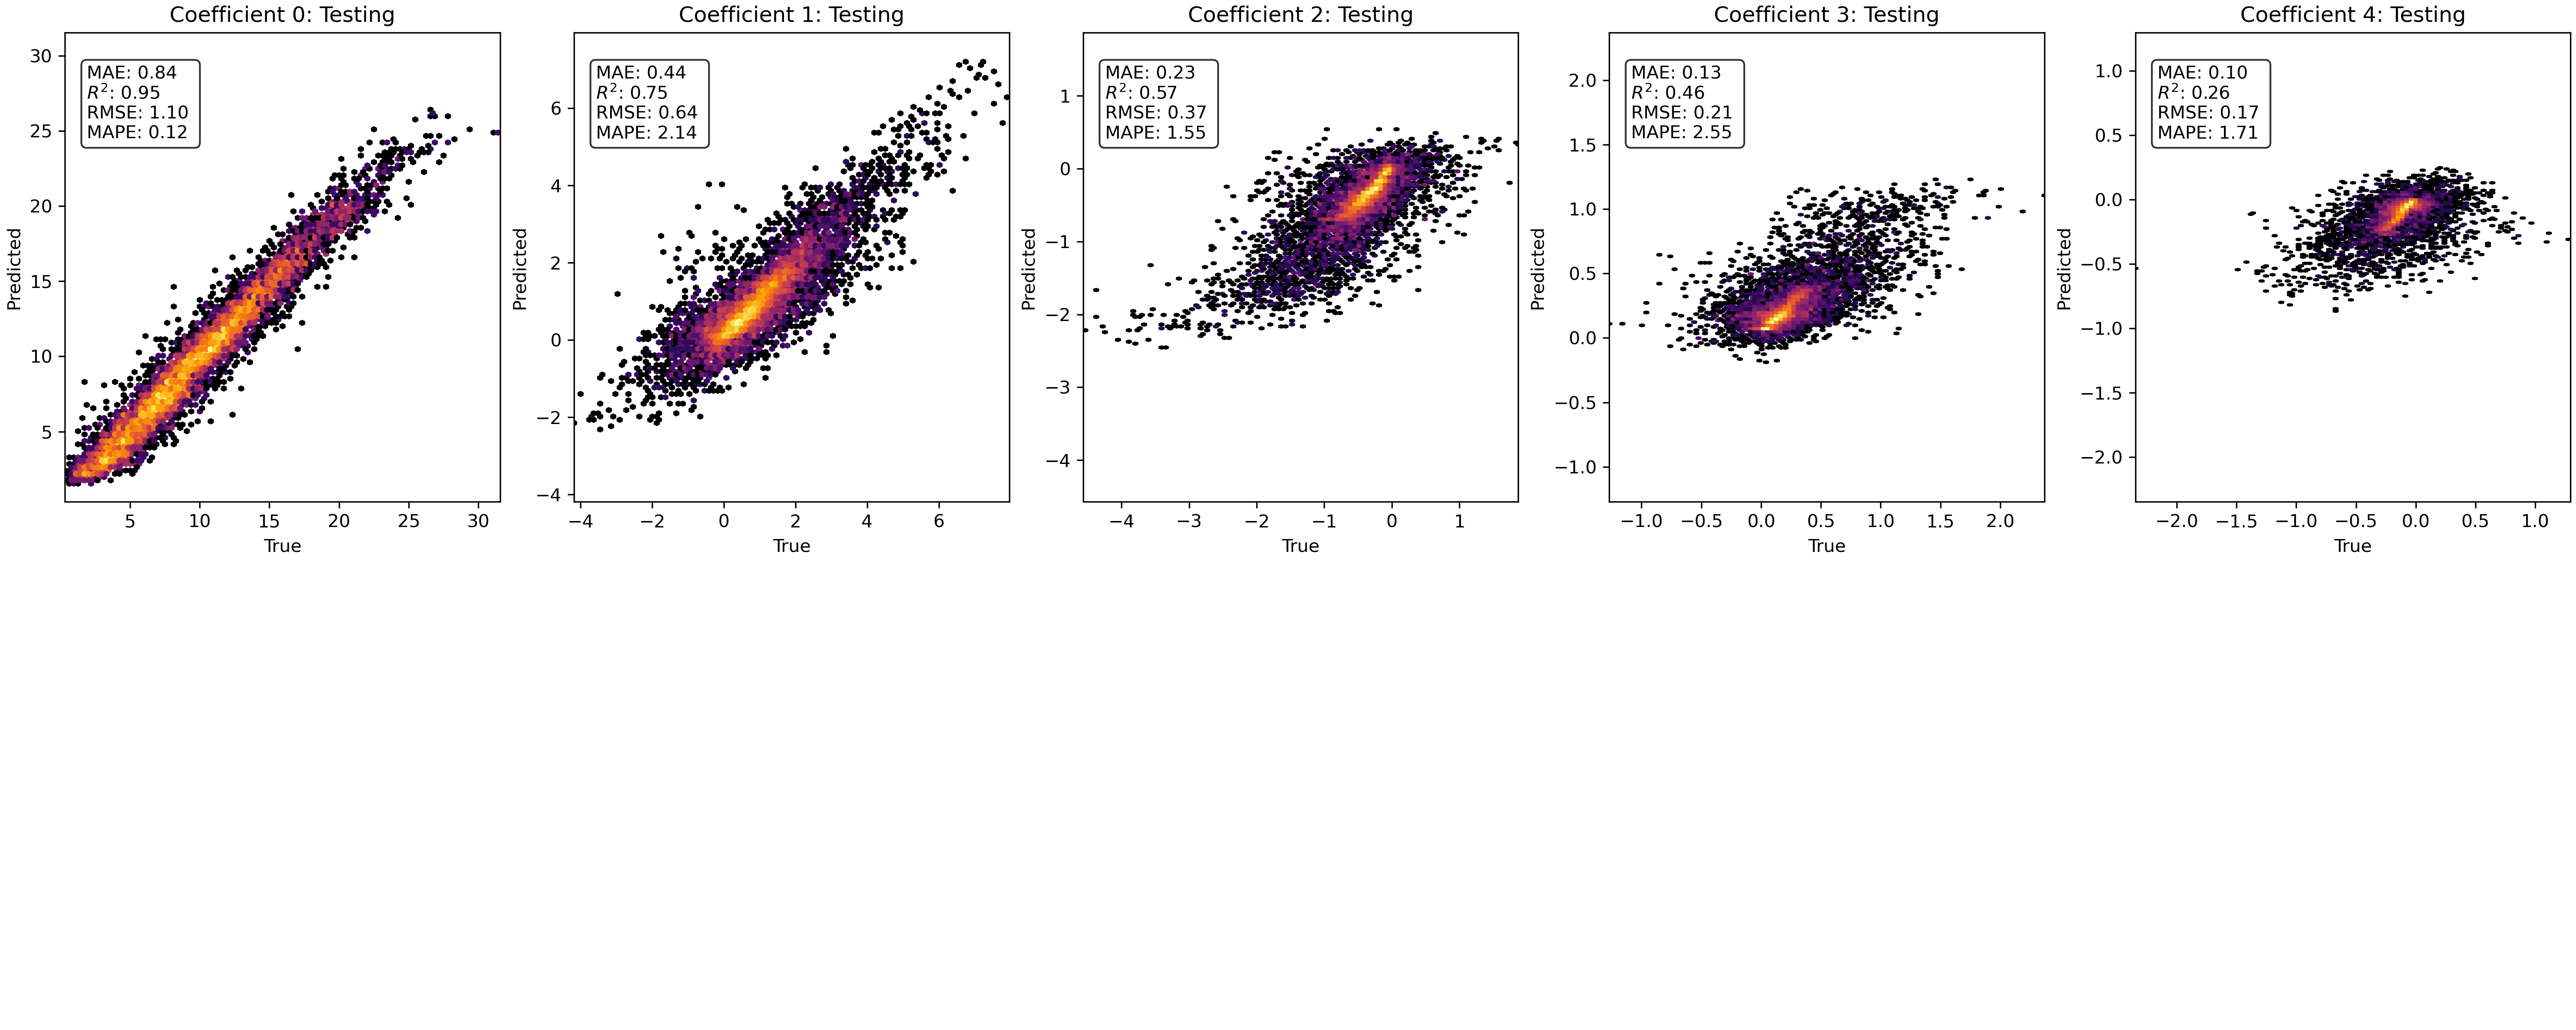 Coefficient 0: Testing
MAE: 0.84
R²: 0.95
RMSE: 1.10
MAPE: 0.12
30
25
20
15
10
5
Predicted
5 10 15 20 25 30
True
Coefficient 1: Testing
MAE: 0.44
R²: 0.75
RMSE: 0.64
MAPE: 2.14
6
4
2
0
−2
−4
Predicted
−4 −2 0 2 4 6
True
Coefficient 2: Testing
MAE: 0.23
R²: 0.57
RMSE: 0.37
MAPE: 1.55
1
0
−1
−2
−3
−4
Predicted
−4 −3 −2 −1 0 1
True
Coefficient 3: Testing
MAE: 0.13
R²: 0.46
RMSE: 0.21
MAPE: 2.55
2.0
1.5
1.0
0.5
0.0
−0.5
−1.0
Predicted
−1.0 −0.5 0.0 0.5 1.0 1.5 2.0
True
Coefficient 4: Testing
MAE: 0.10
R²: 0.26
RMSE: 0.17
MAPE: 1.71
1.0
0.5
0.0
−0.5
−1.0
−1.5
−2.0
Predicted
−2.0 −1.5 −1.0 −0.5 0.0 0.5 1.0
True